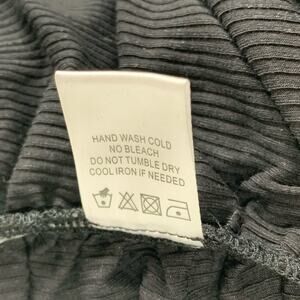 HAND WASH COLD
NO BLEACH
DO NOT TUMBLE DRY
COOL IRON IF NEEDED